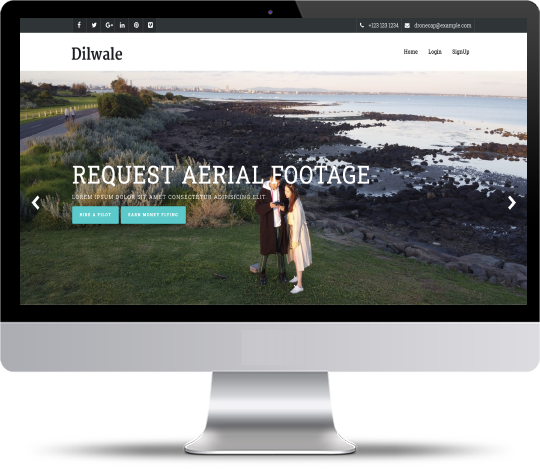 +123 123 1234 dronecap@example.com
Dilwale
Home Login SignUp
REQUEST AERIAL FOOTAGE
LOREM IPSUM DOLOR SIT AMET CONSECTETUR ADIPISICING ELIT.
HIRE A PILOT EARN MONEY FLYING